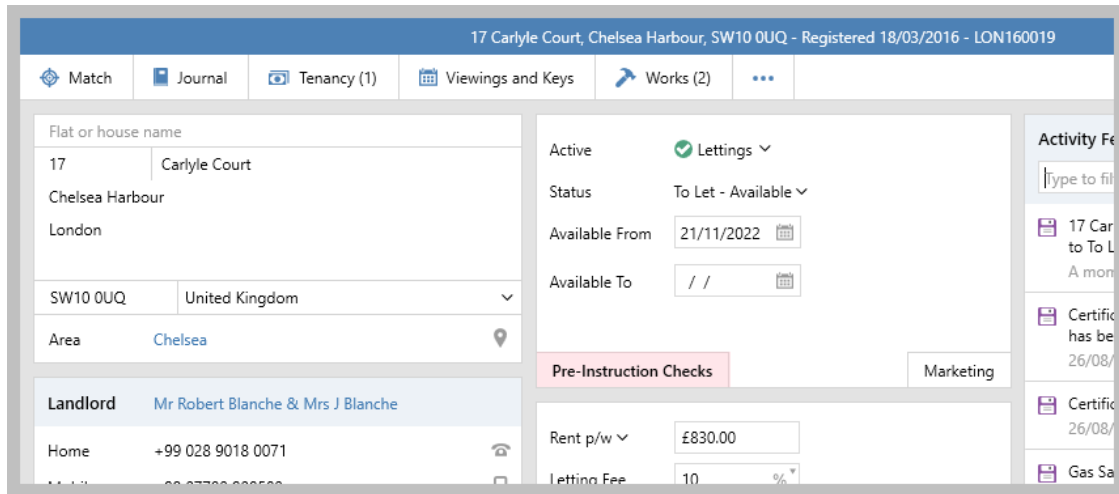 17 Carlyle Court, Chelsea Harbour, SW10 0UQ - Registered 18/03/2016 - LON160019
Match Journal Tenancy (1) Viewings and Keys Works (2)
Flat or house name
17 Carlyle Court
Chelsea Harbour
London
SW10 0UQ United Kingdom
Area Chelsea
Landlord Mr Robert Blanche & Mrs J Blanche
Home +99 028 9018 0071
Active Lettings
Status To Let - Available
Available From 21/11/2022
Available To / /
Pre-Instruction Checks Marketing
Rent p/w £830.00
Letting Fee 10 %
Activity Fe
Type to fil
17 Car
to To L
A mom
Certific
has be
26/08/
Certific
26/08/
Gas Sa